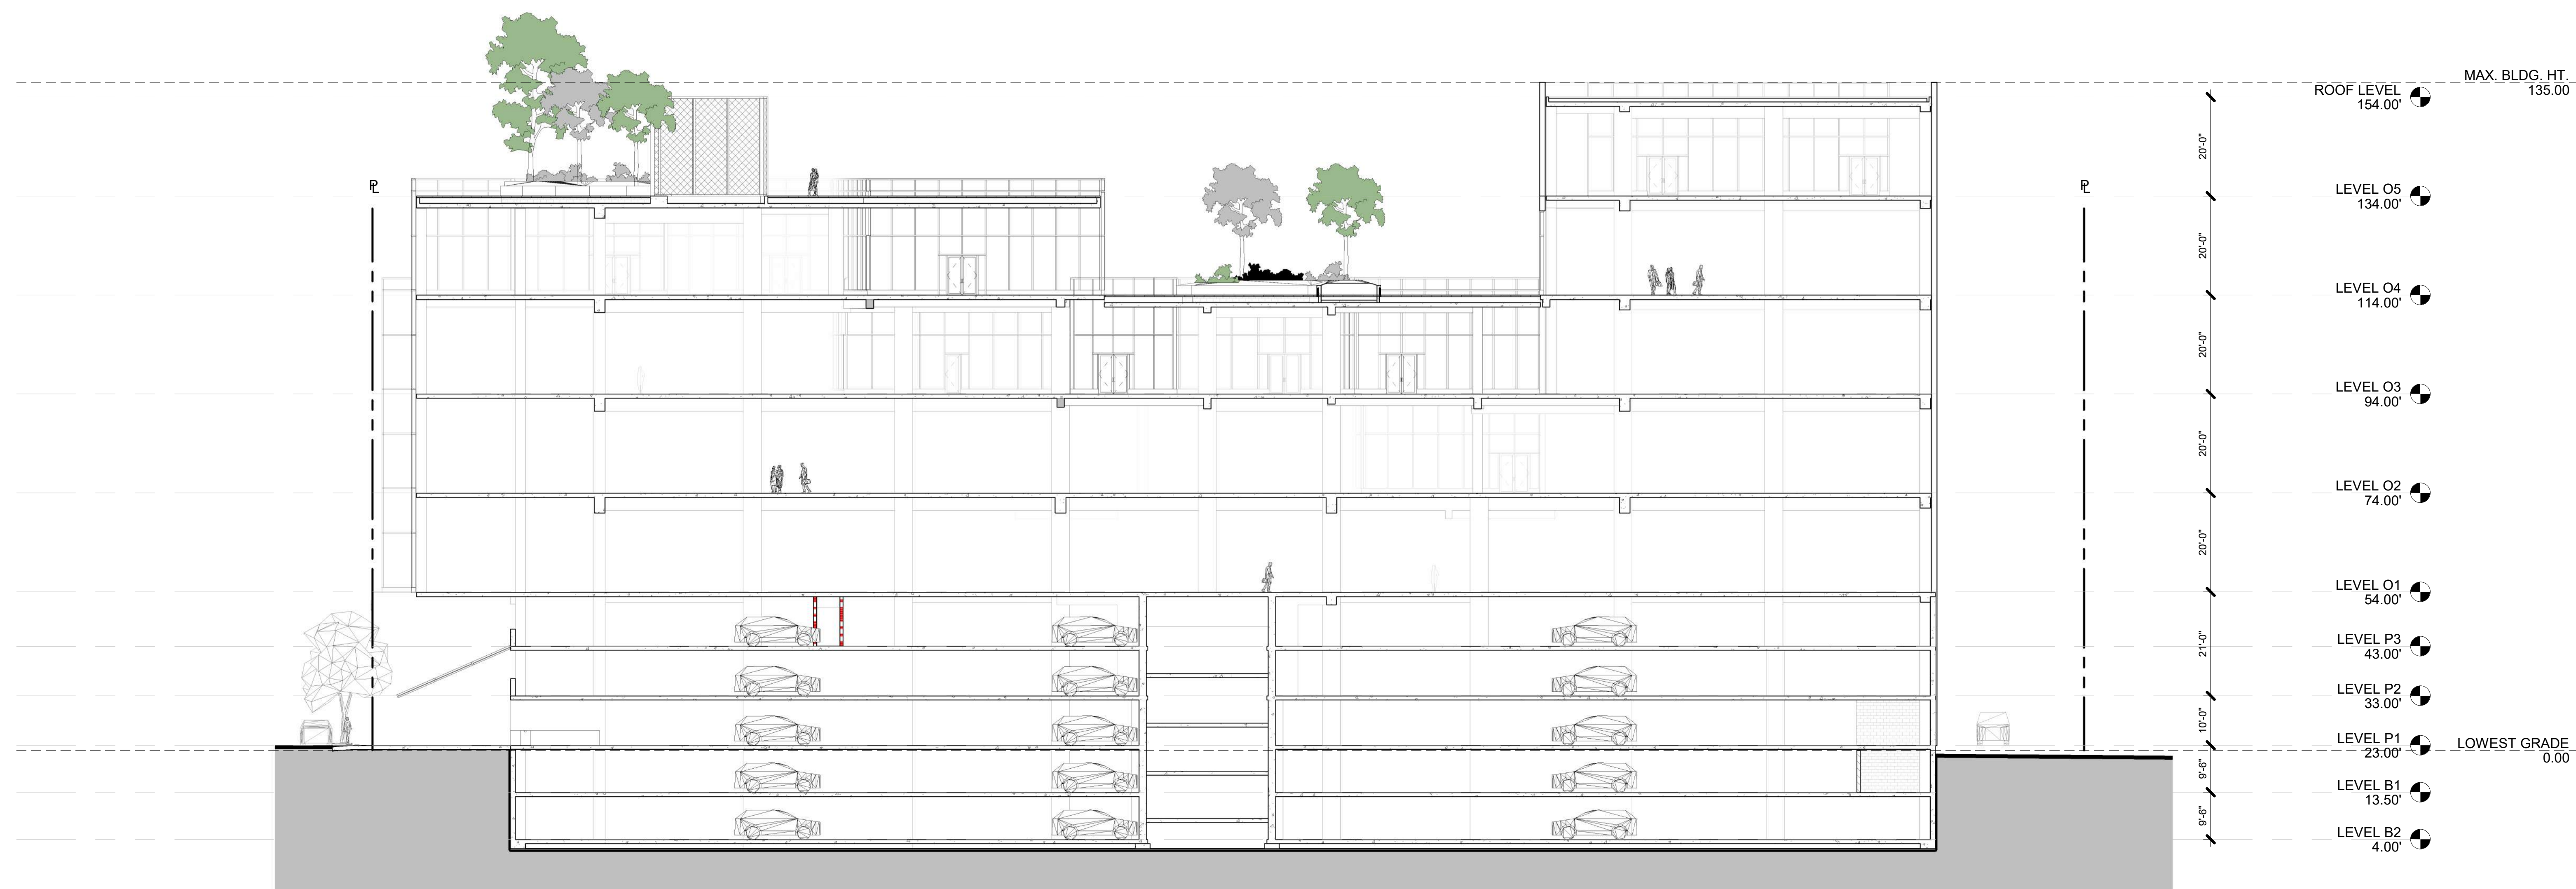 MAX. BLDG. HT.
135.00
ROOF LEVEL
154.00'
20'-0"
PL
PL
LEVEL O5
134.00'
20'-0"
LEVEL O4
114.00'
20'-0"
LEVEL O3
94.00'
20'-0"
LEVEL O2
74.00'
20'-0"
LEVEL O1
54.00'
21'-0"
LEVEL P3
43.00'
LEVEL P2
33.00'
10'-0"
LEVEL P1
23.00'
LOWEST GRADE
0.00
9'-6"
LEVEL B1
13.50'
9'-6"
LEVEL B2
4.00'